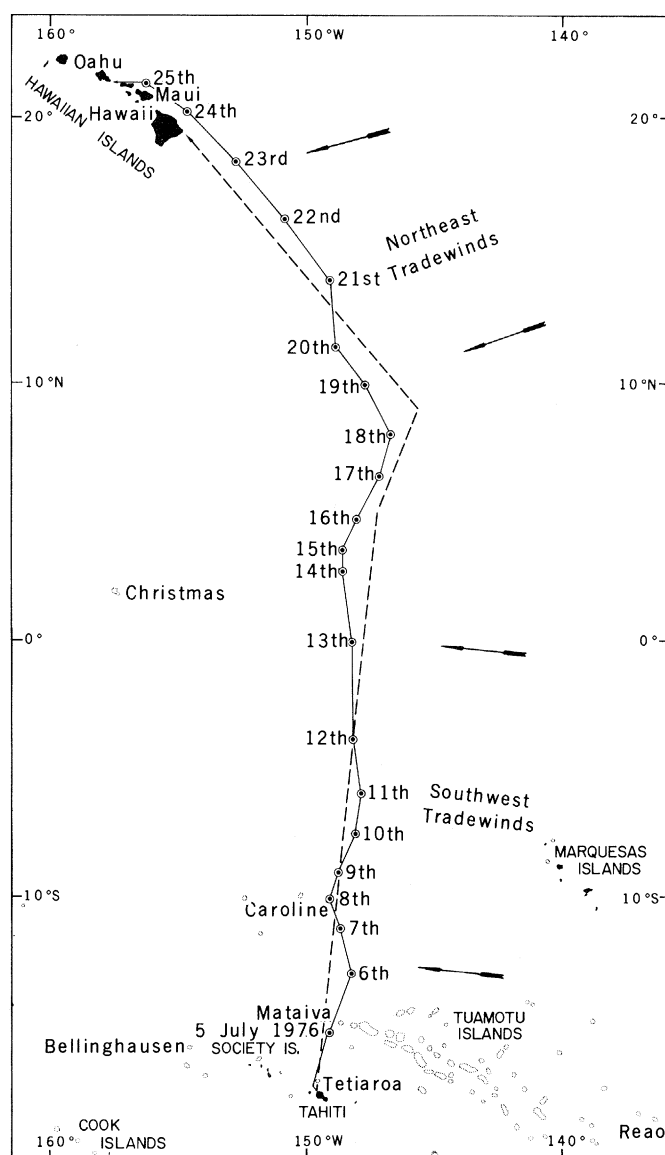 160° 150°W 140°
Oahu
25th
Maui
24th
Hawaii
20° 20°
HAWAIIAN ISLANDS
23rd
22nd
Northeast
Tradewinds
21st
20th
19th
10°N 10°N
18th
17th
16th
15th
14th
Christmas
13th
0° 0°
12th
11th
Southwest
Tradewinds
10th
MARQUESAS
ISLANDS
9th
8th
10°S 10°S
Caroline
7th
6th
Mataiva
TUAMOTU
ISLANDS
5 July 1976
Bellinghausen
SOCIETY IS.
Tetiaroa
TAHITI
COOK
ISLANDS
Reao
160° 150°W 140°